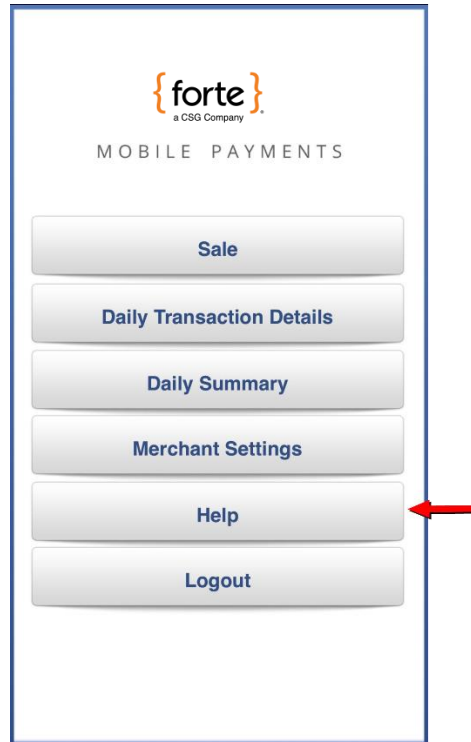 { forte }.
a CSG Company
MOBILE PAYMENTS
Sale
Daily Transaction Details
Daily Summary
Merchant Settings
Help
Logout